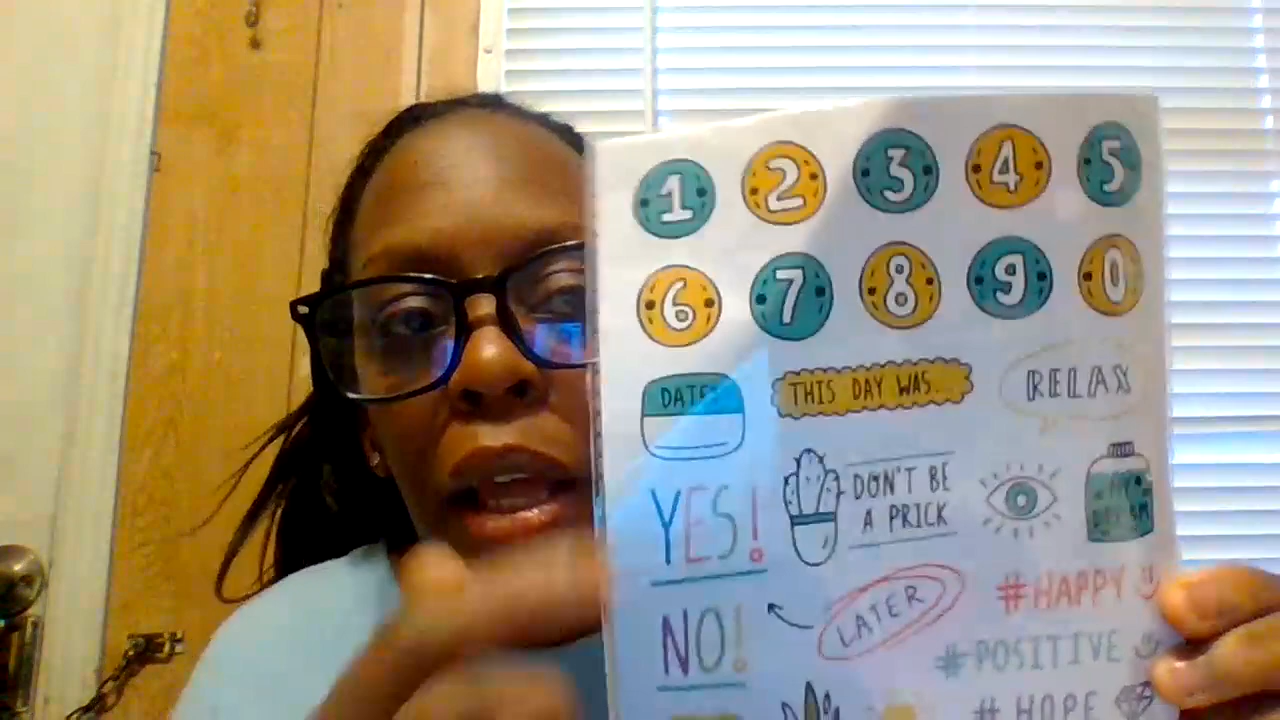 1 2 3 4 5
6 7 8 9 0
DATE
THIS DAY WAS...
RELAX
YES!
DON'T BE
A PRICK
NO!
LATER
#HAPPY
#POSITIVE
# HOPE